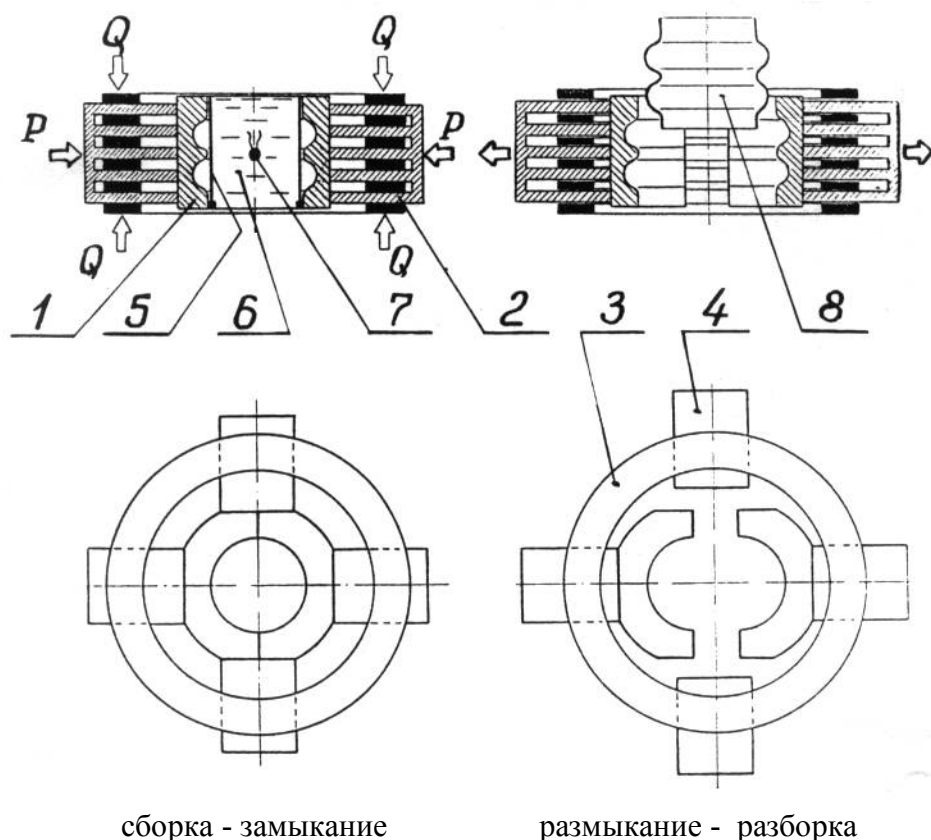 Q Q
P P
Q Q
1 5 6 7 2 3 4 8
сборка - замыкание размыкание - разборка